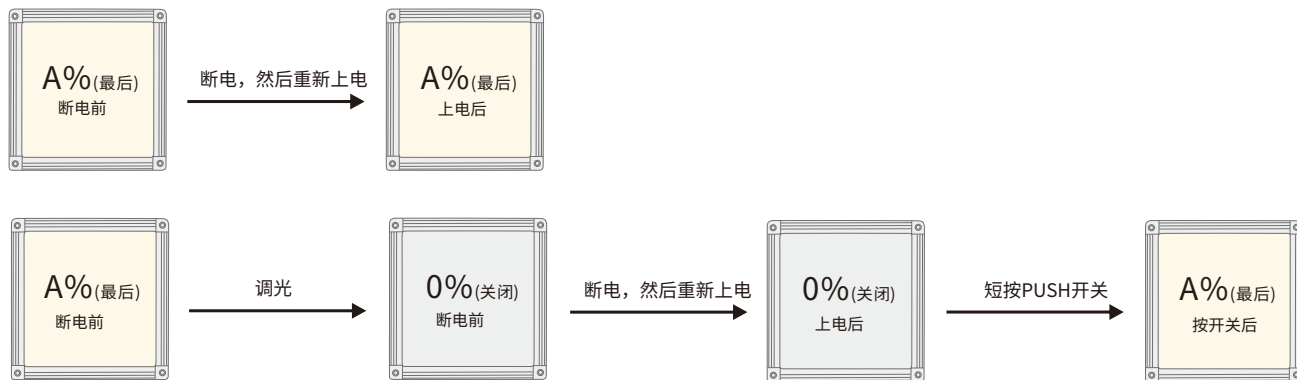 A%(最后)
断电前
断电，然后重新上电
A%(最后)
上电后
A%(最后)
断电前
调光
0%(关闭)
断电前
断电，然后重新上电
0%(关闭)
上电后
短按PUSH开关
A%(最后)
按开关后